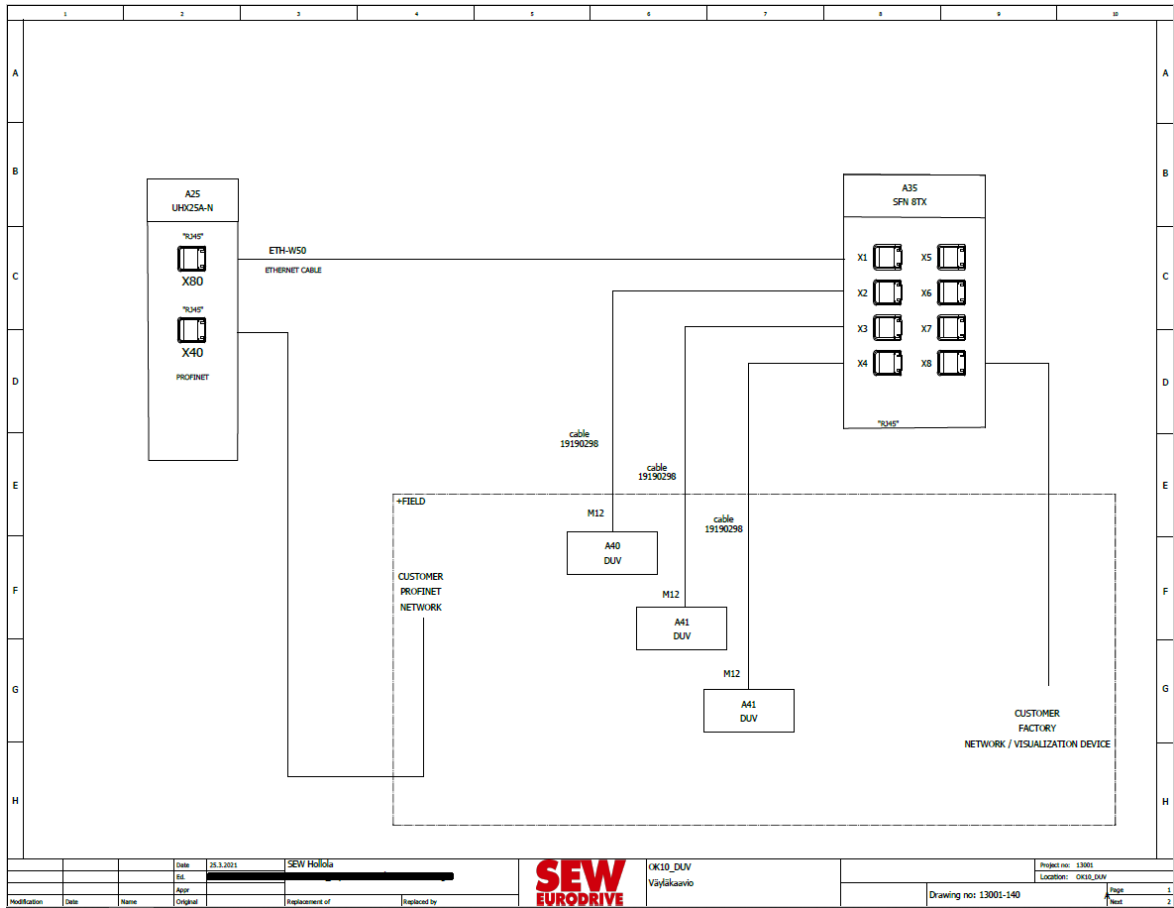 1 2 3 4 5 6 7 8 9 10
A A
B B
C C
D D
E E
F F
G G
H H
A25
UHX25A-N
"RJ45"
X80
"RJ45"
X40
PROFINET
ETH-W50
ETHERNET CABLE
A35
SFN 8TX
X1 X5
X2 X6
X3 X7
X4 X8
"RJ45"
cable
19190298
cable
19190298
cable
19190298
+FIELD
M12
A40
DUV
M12
A41
DUV
M12
A41
DUV
CUSTOMER
PROFINET
NETWORK
CUSTOMER
FACTORY
NETWORK / VISUALIZATION DEVICE
Date 25.3.2021 SEW Hollola
Ed.
Appr
Modification Date Name Original Replacement of Replaced by
SEW
EURODRIVE
OK10_DUV
Väyläkaavio
Project no: 13001
Location: OK10_DUV
Drawing no: 13001-140
Page 1
Next 2